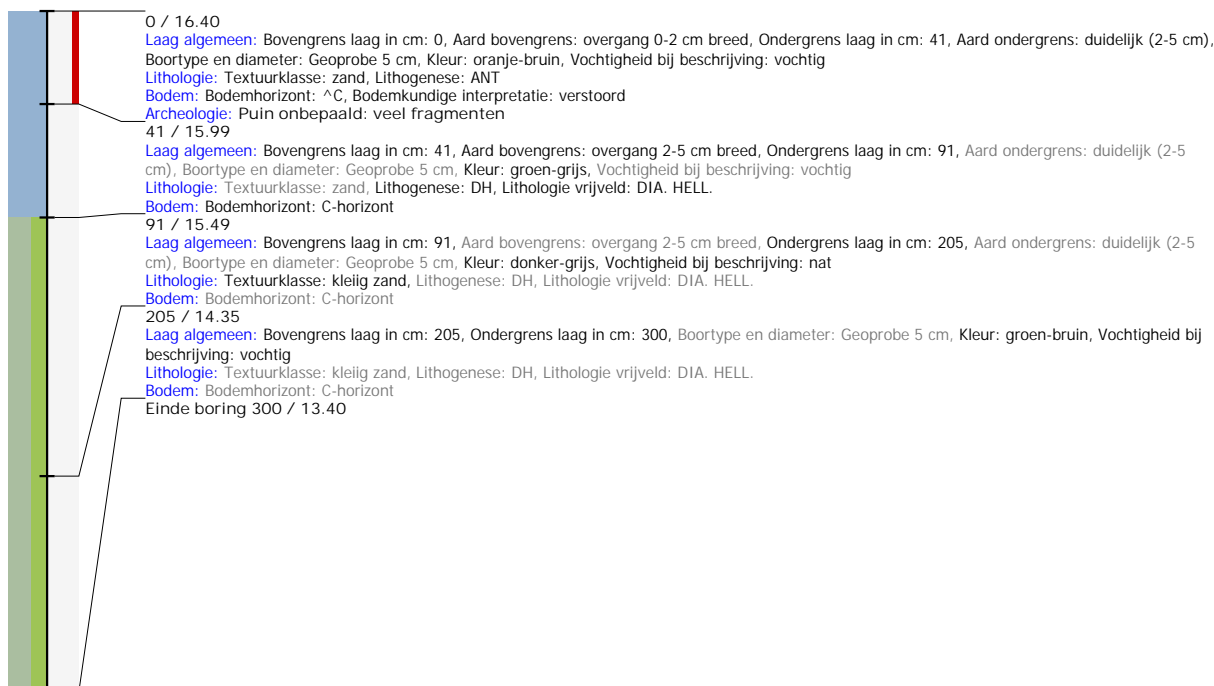 0 / 16.40
Laag algemeen: Bovengrens laag in cm: 0, Aard bovengrens: overgang 0-2 cm breed, Ondergrens laag in cm: 41, Aard ondergrens: duidelijk (2-5 cm),
Boortype en diameter: Geoprobe 5 cm, Kleur: oranje-bruin, Vochtigheid bij beschrijving: vochtig
Lithologie: Textuurklasse: zand, Lithogenese: ANT
Bodem: Bodemhorizont: ^C, Bodemkundige interpretatie: verstoord
Archeologie: Puin onbepaald: veel fragmenten
41 / 15.99
Laag algemeen: Bovengrens laag in cm: 41, Aard bovengrens: overgang 2-5 cm breed, Ondergrens laag in cm: 91, Aard ondergrens: duidelijk (2-5
cm), Boortype en diameter: Geoprobe 5 cm, Kleur: groen-grijs, Vochtigheid bij beschrijving: vochtig
Lithologie: Textuurklasse: zand, Lithogenese: DH, Lithologie vrijveld: DIA. HELL.
Bodem: Bodemhorizont: C-horizont
91 / 15.49
Laag algemeen: Bovengrens laag in cm: 91, Aard bovengrens: overgang 2-5 cm breed, Ondergrens laag in cm: 205, Aard ondergrens: duidelijk (2-5
cm), Boortype en diameter: Geoprobe 5 cm, Kleur: donker-grijs, Vochtigheid bij beschrijving: nat
Lithologie: Textuurklasse: kleiig zand, Lithogenese: DH, Lithologie vrijveld: DIA. HELL.
Bodem: Bodemhorizont: C-horizont
205 / 14.35
Laag algemeen: Bovengrens laag in cm: 205, Ondergrens laag in cm: 300, Boortype en diameter: Geoprobe 5 cm, Kleur: groen-bruin, Vochtigheid bij
beschrijving: vochtig
Lithologie: Textuurklasse: kleiig zand, Lithogenese: DH, Lithologie vrijveld: DIA. HELL.
Bodem: Bodemhorizont: C-horizont
Einde boring 300 / 13.40